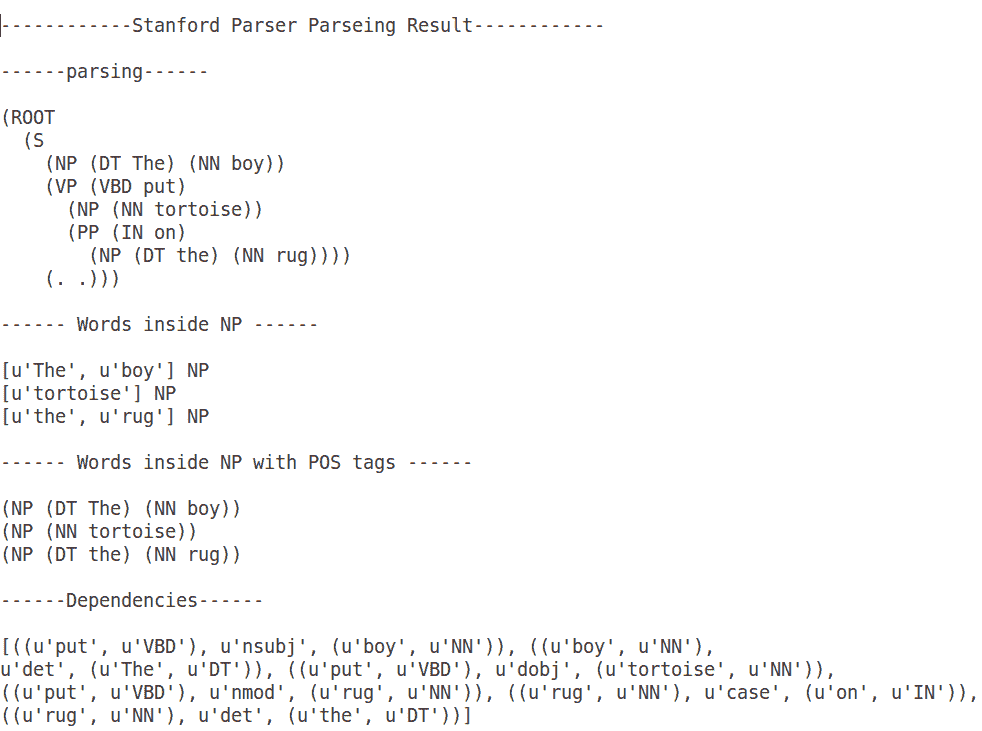 ------------Stanford Parser Parseing Result------------
------parsing------
(ROOT
  (S
    (NP (DT The) (NN boy))
    (VP (VBD put)
      (NP (NN tortoise))
      (PP (IN on)
        (NP (DT the) (NN rug))))
    (. .)))
------ Words inside NP ------
[u'The', u'boy'] NP
[u'tortoise'] NP
[u'the', u'rug'] NP
------ Words inside NP with POS tags ------
(NP (DT The) (NN boy))
(NP (NN tortoise))
(NP (DT the) (NN rug))
------Dependencies------
[((u'put', u'VBD'), u'nsubj', (u'boy', u'NN')), ((u'boy', u'NN'),
u'det', (u'The', u'DT')), ((u'put', u'VBD'), u'dobj', (u'tortoise', u'NN')),
((u'put', u'VBD'), u'nmod', (u'rug', u'NN')), ((u'rug', u'NN'), u'case', (u'on', u'IN')),
((u'rug', u'NN'), u'det', (u'the', u'DT'))]